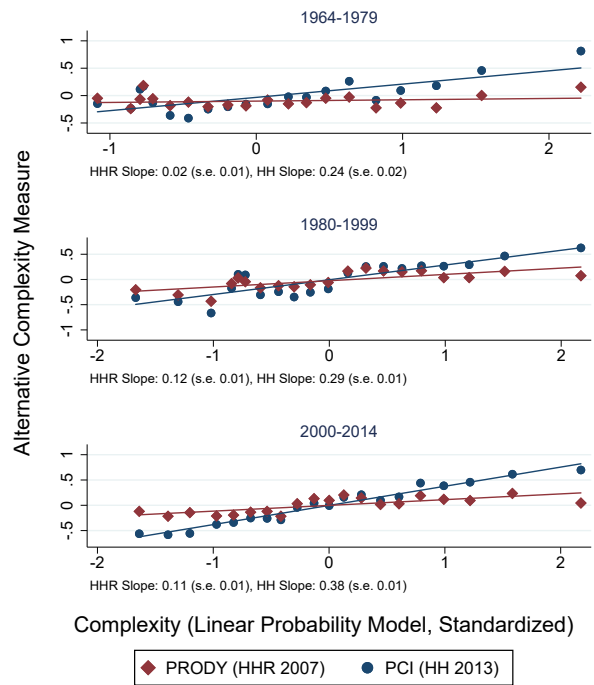 1964-1979
1
.5
0
-.5
-1 0 1 2
HHR Slope: 0.02 (s.e. 0.01), HH Slope: 0.24 (s.e. 0.02)
Alternative Complexity Measure
1980-1999
.5
0
-.5
-1
-2 -1 0 1 2
HHR Slope: 0.12 (s.e. 0.01), HH Slope: 0.29 (s.e. 0.01)
2000-2014
1
.5
0
-.5
-2 -1 0 1 2
HHR Slope: 0.11 (s.e. 0.01), HH Slope: 0.38 (s.e. 0.01)
Complexity (Linear Probability Model, Standardized)
PRODY (HHR 2007) PCI (HH 2013)